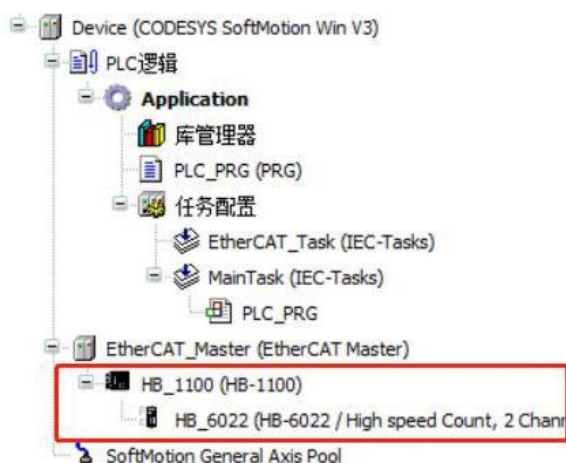 Device (CODESYS SoftMotion Win V3)
PLC逻辑
Application
库管理器
PLC_PRG (PRG)
任务配置
EtherCAT_Task (IEC-Tasks)
MainTask (IEC-Tasks)
PLC_PRG
EtherCAT_Master (EtherCAT Master)
HB_1100 (HB-1100)
HB_6022 (HB-6022 / High speed Count, 2 Chann
SoftMotion General Axis Pool